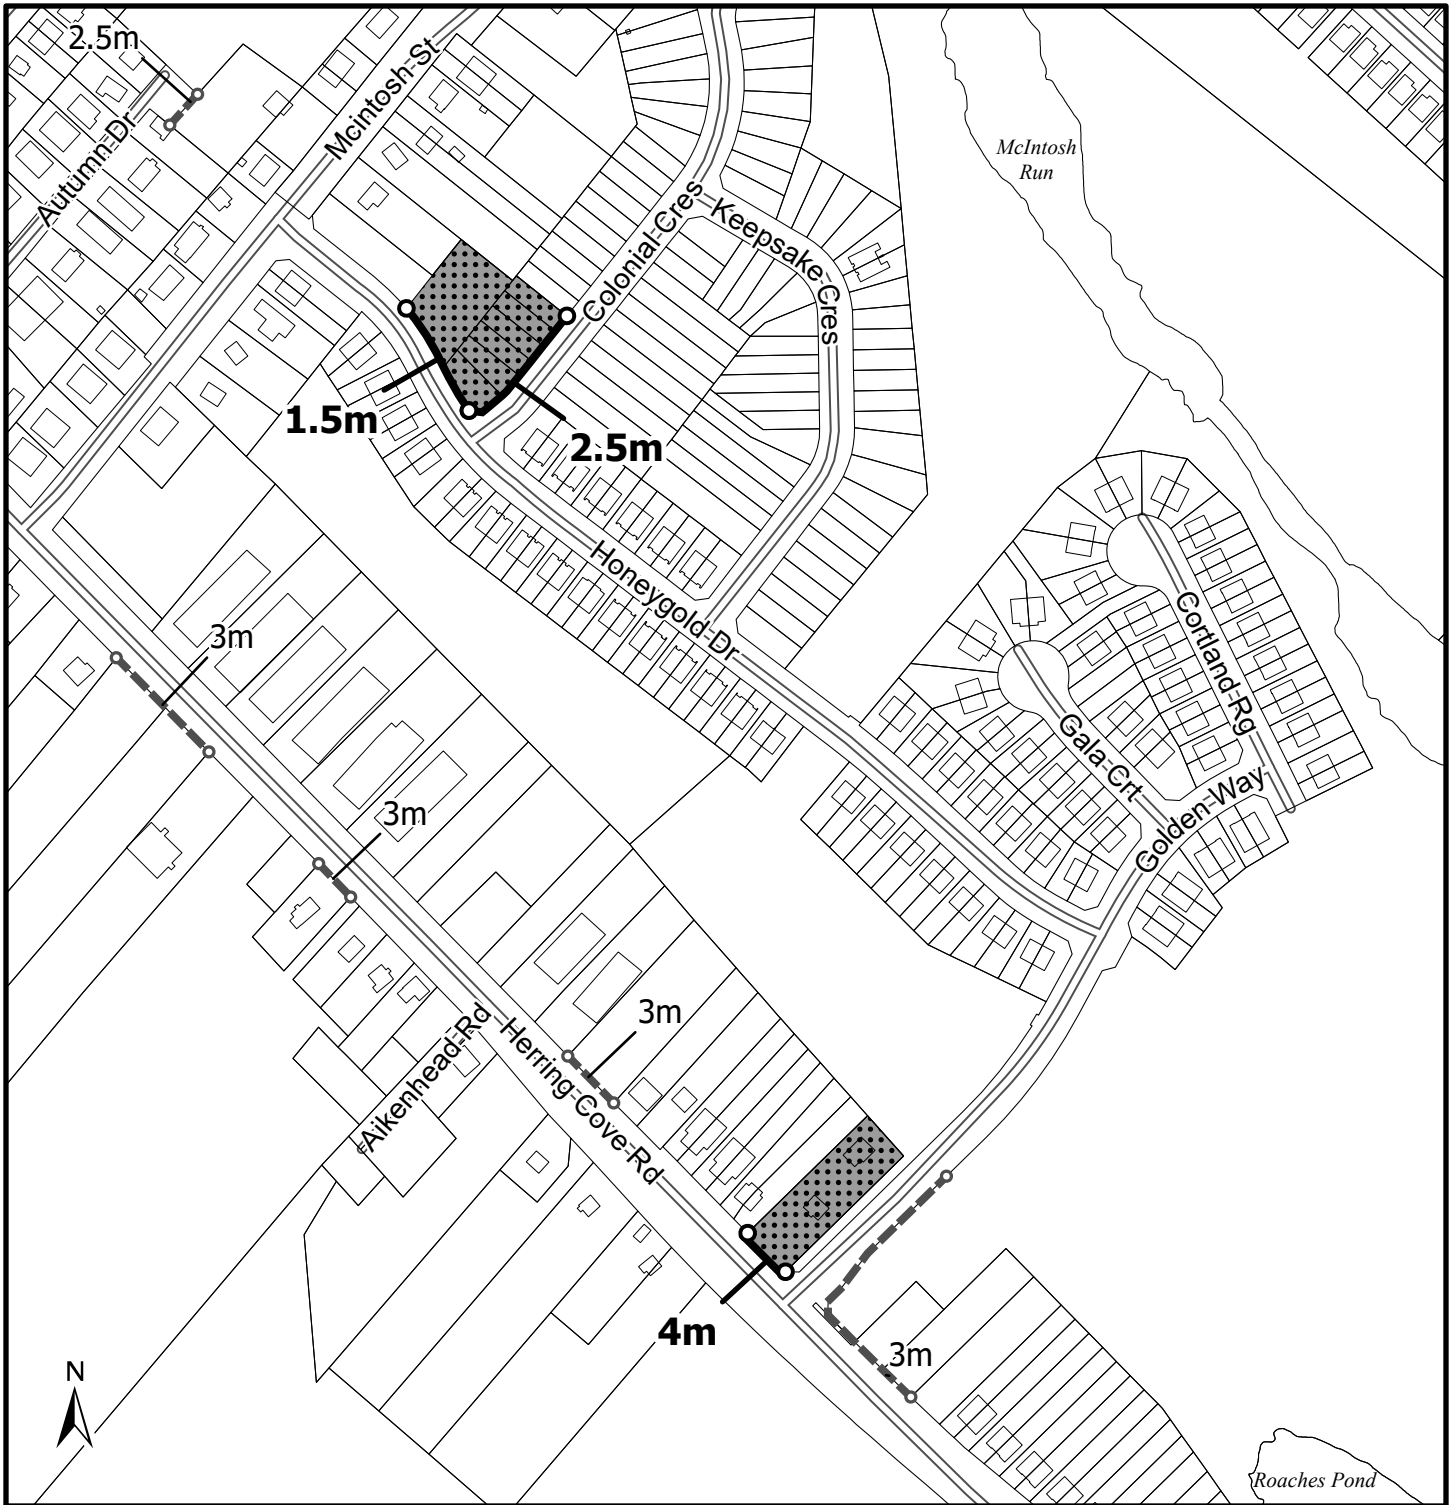 2.5m
Mcintosh St
Autumn Dr
McIntosh
Run
Colonial Cres
Keepsake Cres
1.5m
2.5m
Honeygold Dr
Cortland Rg
3m
Gala Crt
Golden Way
3m
3m
Aikenhead Rd
Herring Cove Rd
4m
3m
N
Roaches Pond